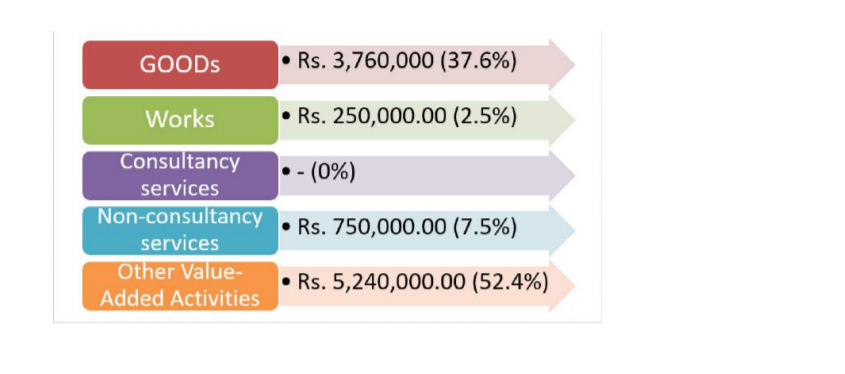 GOODs
• Rs. 3,760,000 (37.6%)
Works
• Rs. 250,000.00 (2.5%)
Consultancy
services
• - (0%)
Non-consultancy
services
• Rs. 750,000.00 (7.5%)
Other Value-
Added Activities
• Rs. 5,240,000.00 (52.4%)